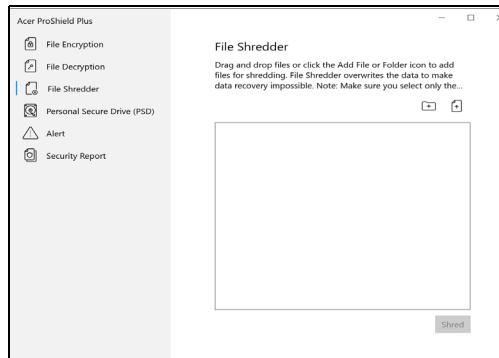 Acer ProShield Plus
File Encryption
File Decryption
File Shredder
Personal Secure Drive (PSD)
Alert
Security Report
File Shredder
Drag and drop files or click the Add File or Folder icon to add
files for shredding. File Shredder overwrites the data to make
data recovery impossible. Note: Make sure you select only the...
Shred